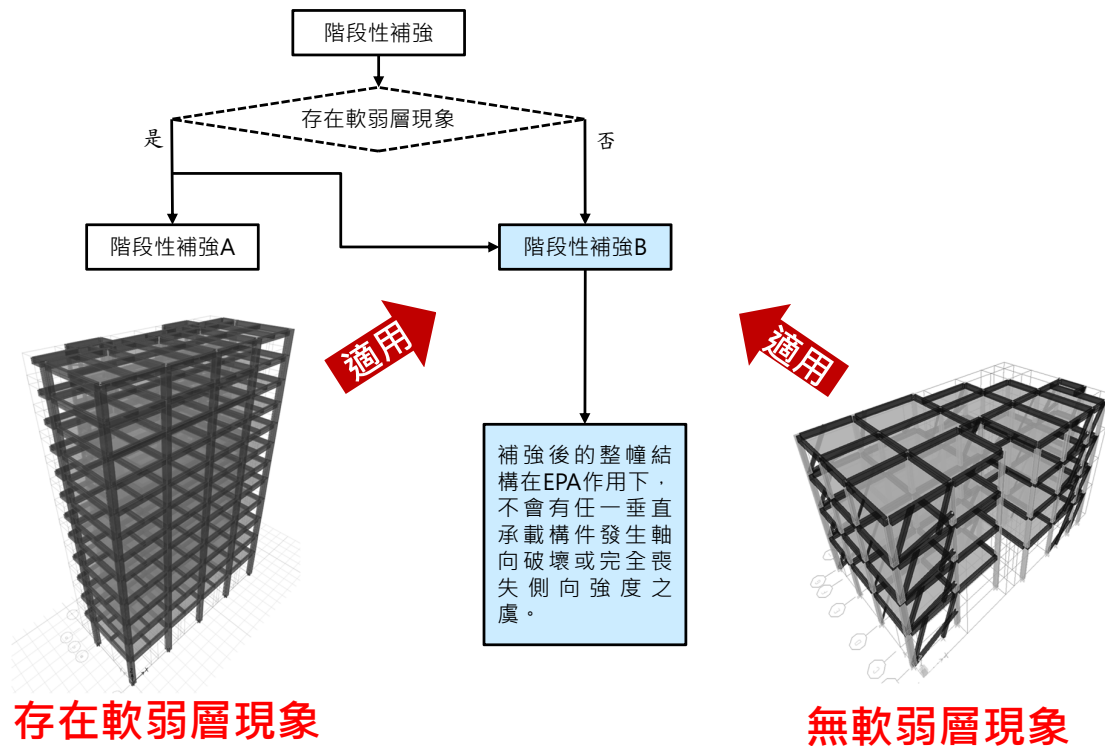 階段性補強
存在軟弱層現象
是
否
階段性補強A
階段性補強B
適用
適用
補強後的整幢結
構在EPA作用下，
不會有任一垂直
承載構件發生軸
向破壞或完全喪
失側向強度之
虞。
存在軟弱層現象
無軟弱層現象